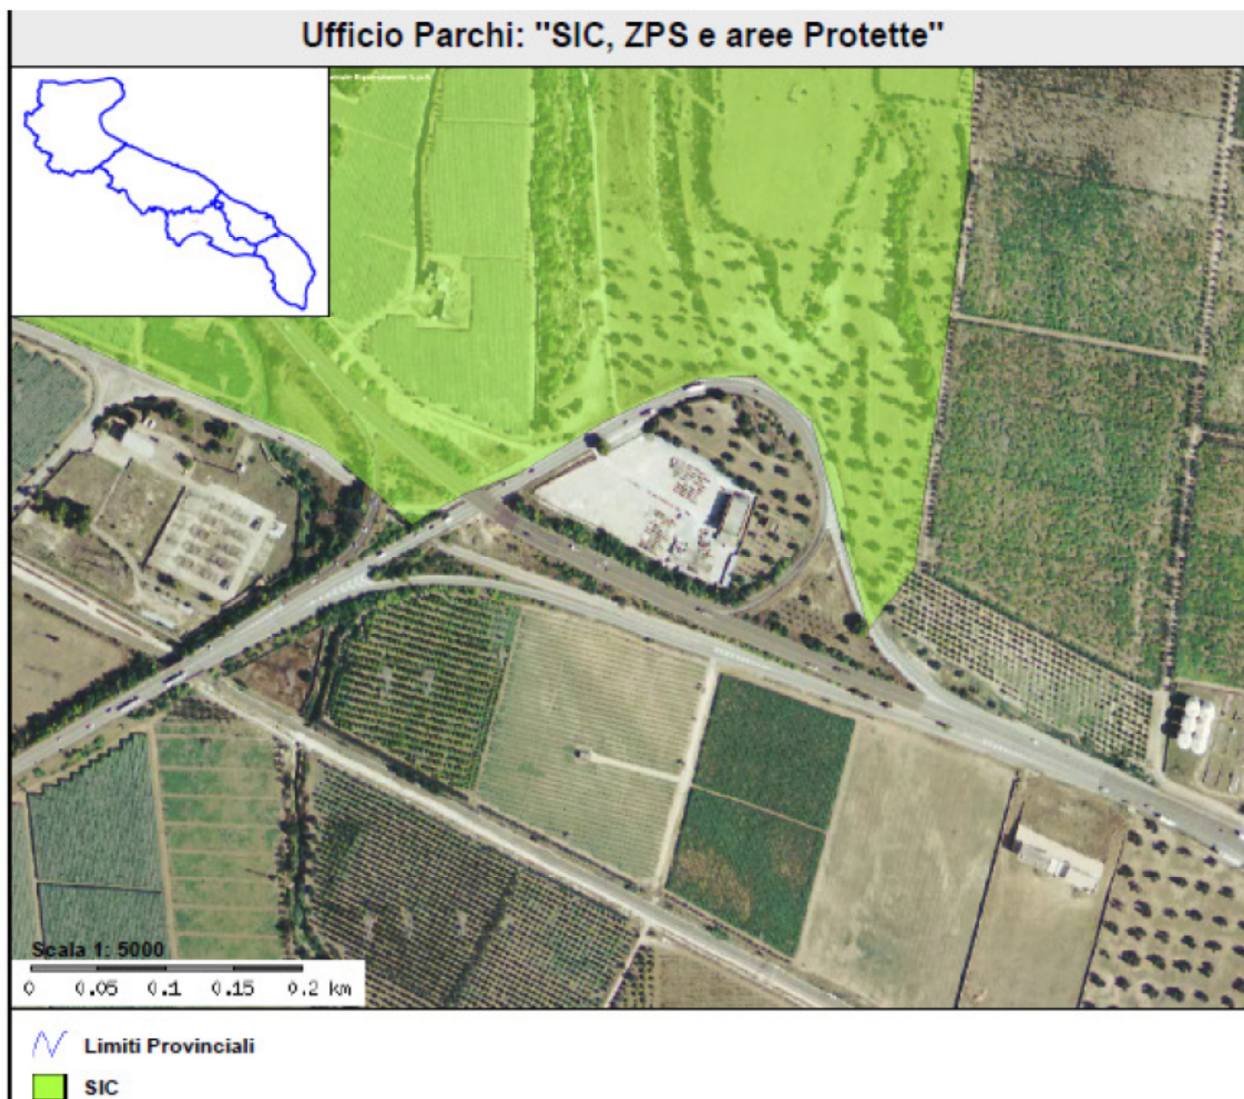 Ufficio Parchi: "SIC, ZPS e aree Protette"
Scala 1: 5000
0 0.05 0.1 0.15 0.2 km
Limiti Provinciali
SIC